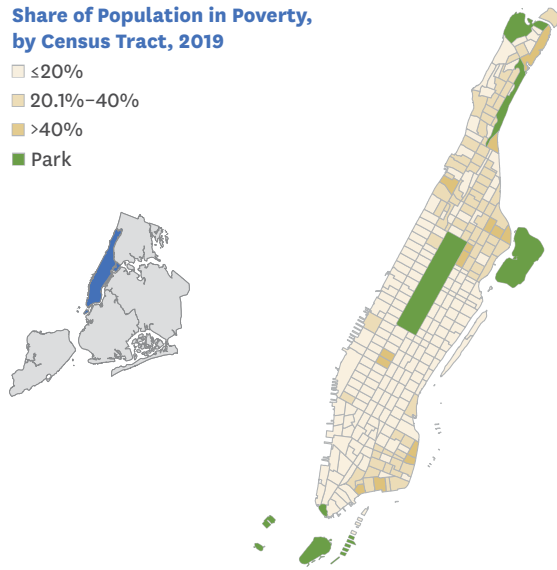 Share of Population in Poverty,
by Census Tract, 2019
≤20%
20.1%–40%
>40%
Park